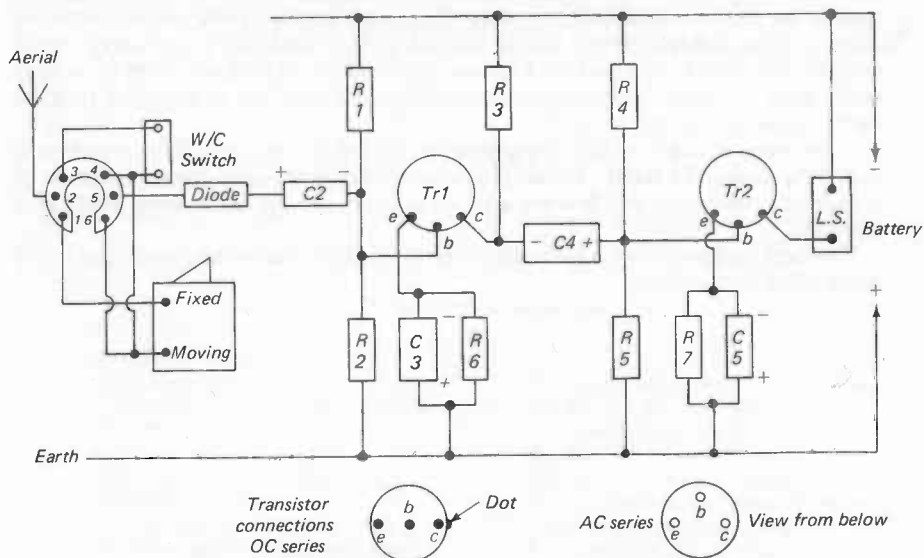 Aerial
W/C
Switch
3 4
2 5
1 6
Diode
+ -
C2
R
1
R
3
R
4
Tr1
e
b
c
- C4 +
Tr2
e
b
c
L.S.
-
Battery
+
Fixed
Moving
R
2
C
3
-
+
R
6
R
5
R
7
C
5
-
+
Earth
Transistor
connections
OC series
b
e c
Dot
AC series
b
e c
View from below